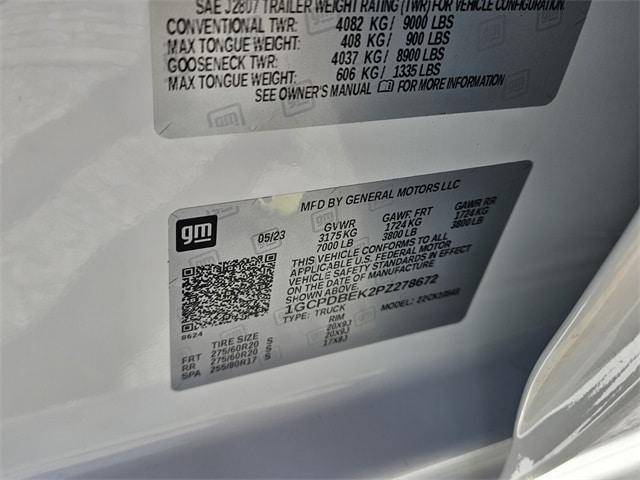 SAE J2807 TRAILER WEIGHT RATING (TWR) FOR VEHICLE CONFIGURATION
CONVENTIONAL TWR: 4082 KG / 9000 LBS
MAX TONGUE WEIGHT: 408 KG / 900 LBS
GOOSENECK TWR: 4037 KG / 8900 LBS
MAX TONGUE WEIGHT: 606 KG / 1335 LBS
SEE OWNER'S MANUAL FOR MORE INFORMATION
gm
MFD BY GENERAL MOTORS LLC
05/23 GVWR GAWR FRT GAWR RR
3175 KG 1724 KG 1724 KG
7000 LB 3800 LB 3800 LB
THIS VEHICLE CONFORMS TO ALL
APPLICABLE U.S. FEDERAL MOTOR
VEHICLE SAFETY STANDARDS IN EFFECT
ON THE DATE OF MANUFACTURE
SHOWN ABOVE.
1GCPDBEK2PZ278672
TYPE: TRUCK MODEL:
8624
TIRE SIZE RIM
FRT 275/60R20 S 20X9J
RR 275/60R20 S 20X9J
SPA 255/80R17 S 17X8J